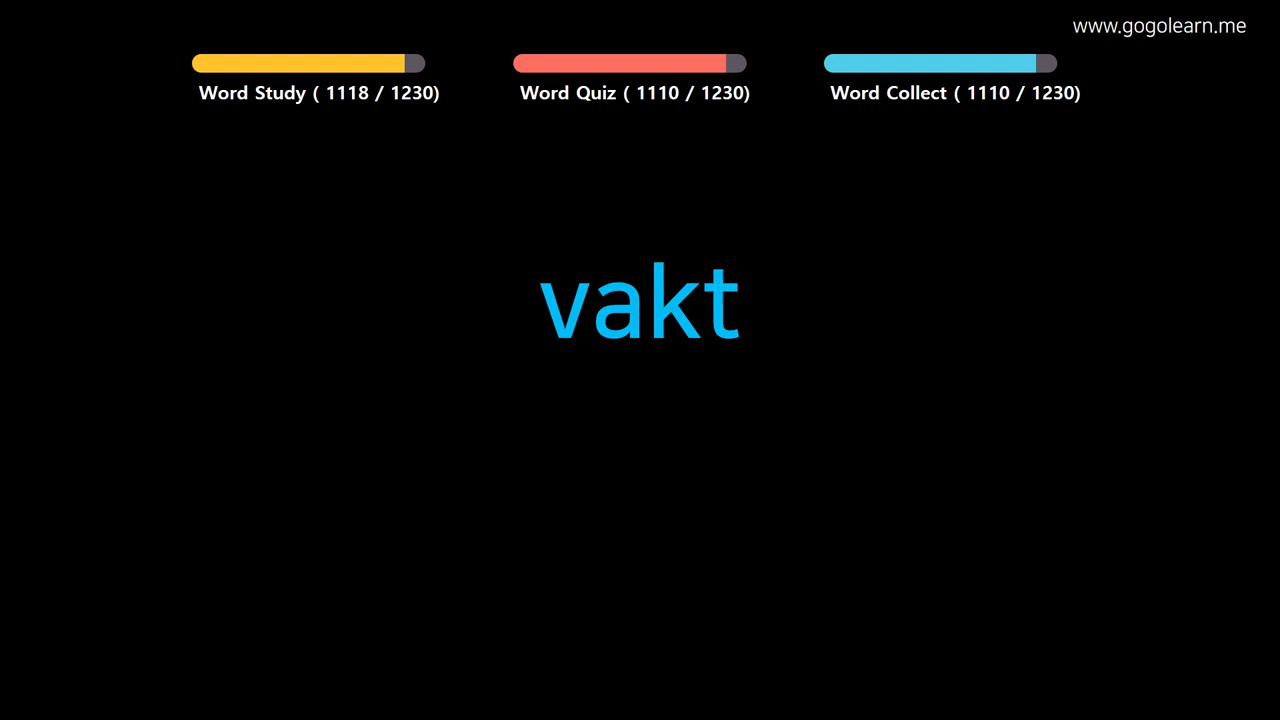 www.gogolearn.me
Word Study ( 1118 / 1230)
Word Quiz ( 1110 / 1230)
Word Collect ( 1110 / 1230)
vakt